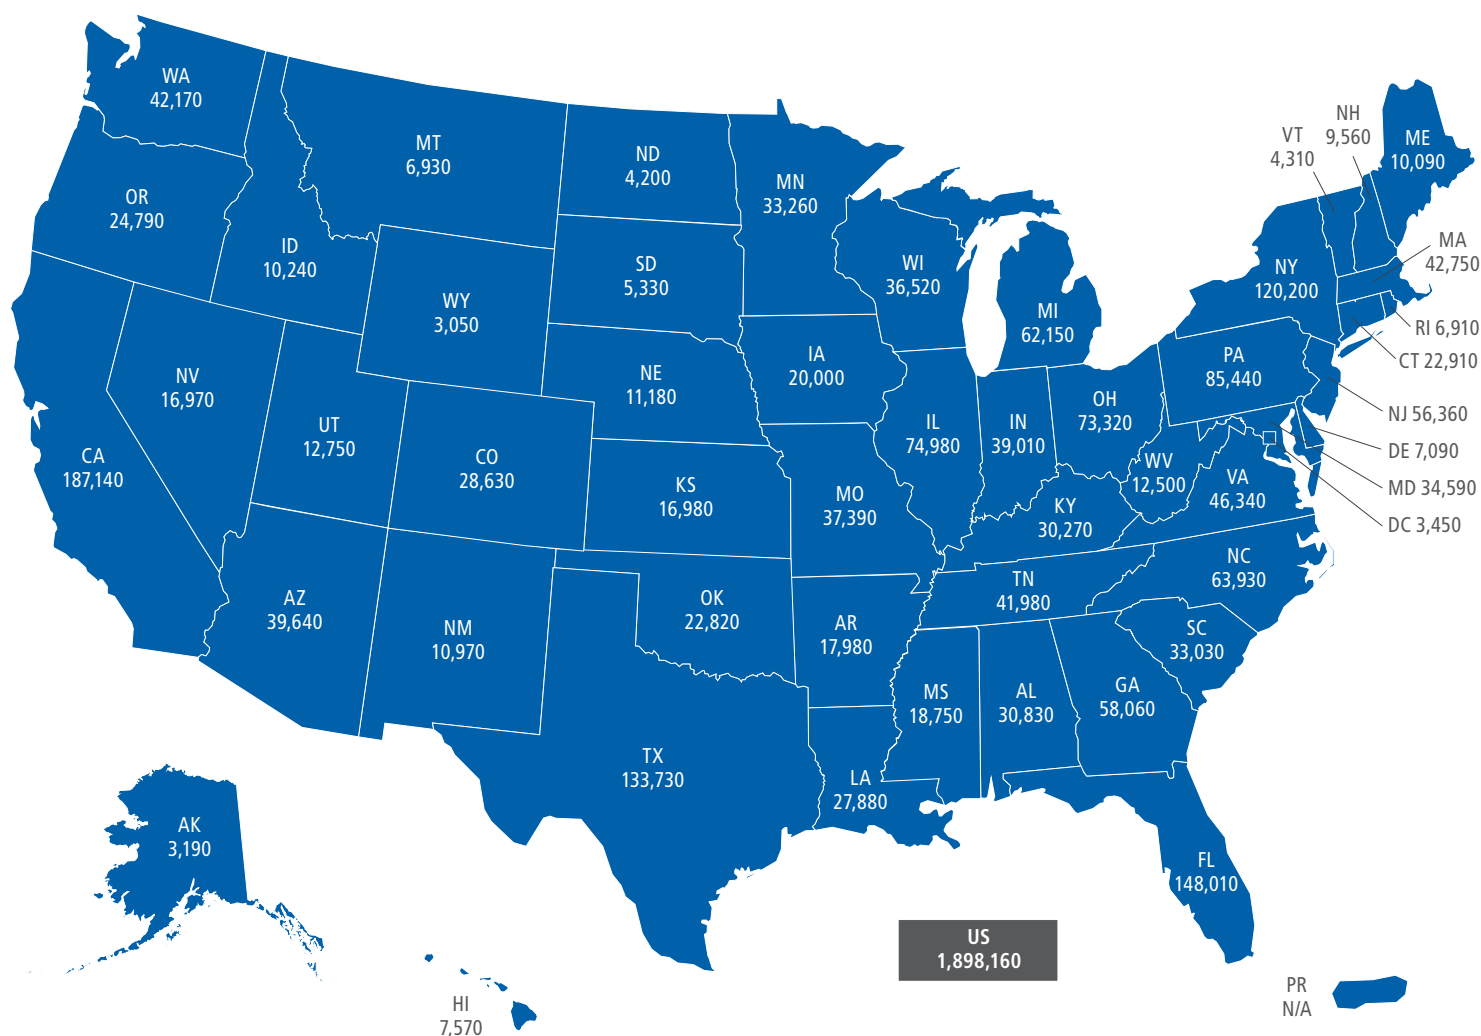 WA
42,170
MT
6,930
ND
4,200
MN
33,260
VT
4,310
NH
9,560
ME
10,090
OR
24,790
ID
10,240
SD
5,330
WI
36,520
NY
120,200
MA
42,750
WY
3,050
MI
62,150
RI 6,910
CT 22,910
NV
16,970
NE
11,180
IA
20,000
PA
85,440
NJ 56,360
UT
12,750
IL
74,980
IN
39,010
OH
73,320
DE 7,090
CA
187,140
CO
28,630
KS
16,980
MO
37,390
WV
12,500
VA
46,340
MD 34,590
KY
30,270
DC 3,450
AZ
39,640
NM
10,970
OK
22,820
AR
17,980
TN
41,980
NC
63,930
SC
33,030
MS
18,750
AL
30,830
GA
58,060
TX
133,730
LA
27,880
AK
3,190
FL
148,010
US
1,898,160
HI
7,570
PR
N/A